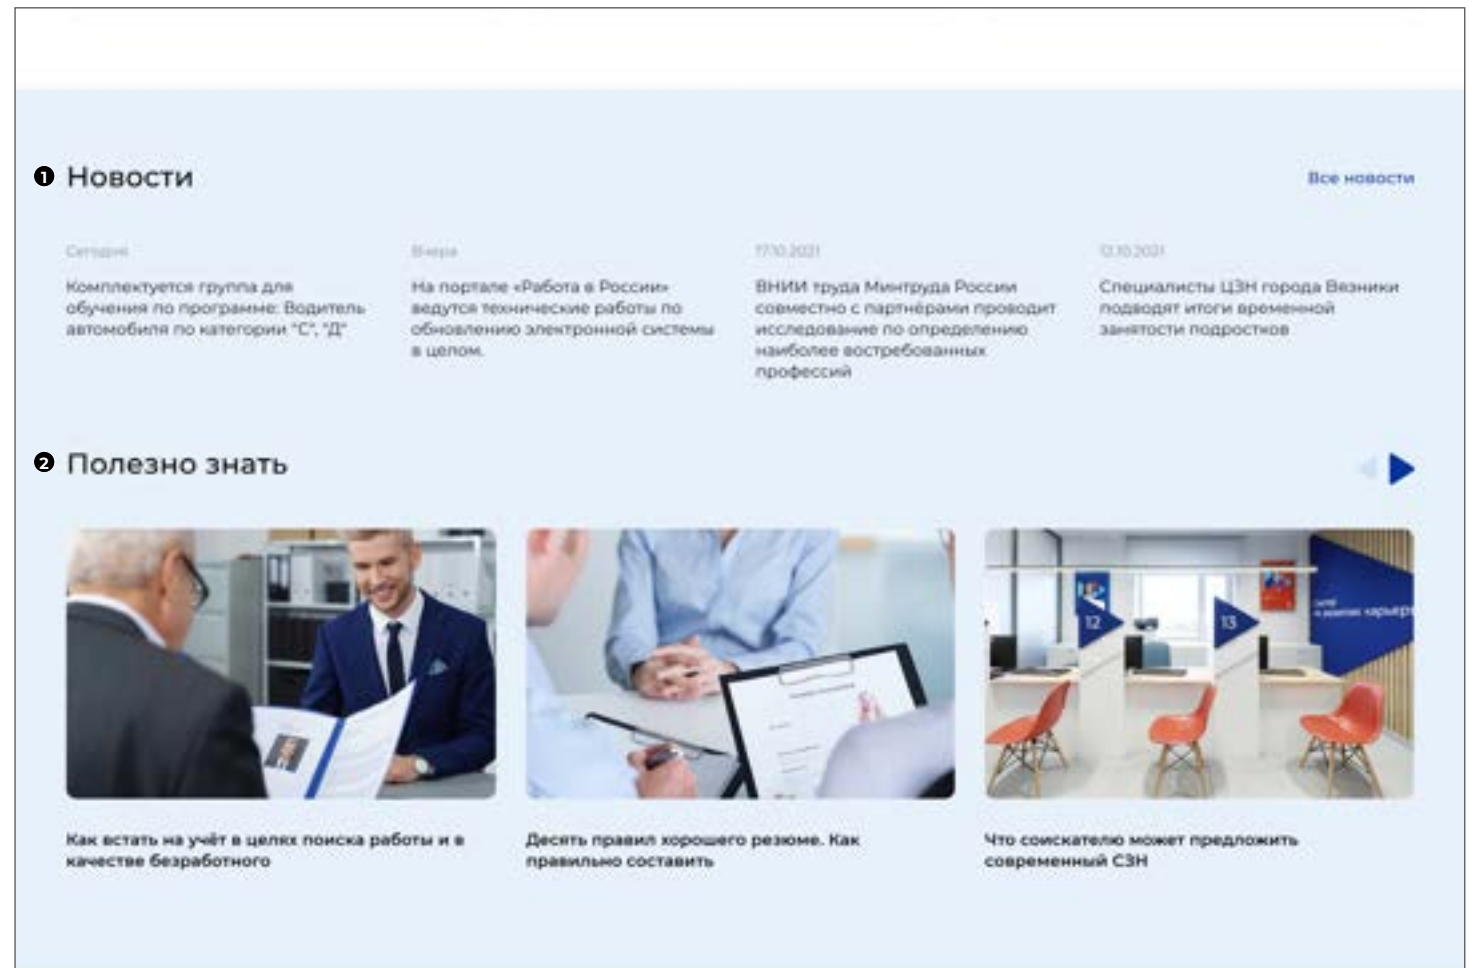 1 Новости
Все новости
Сегодня
Комплектуется группа для
обучения по программе: Водитель
автомобиля по категории "С", "Д"
Вчера
На портале «Работа в России»
ведутся технические работы по
обновлению электронной системы
в целом.
17.10.2021
ВНИИ труда Минтруда России
совместно с партнёрами проводит
исследование по определению
наиболее востребованных
профессий
12.10.2021
Специалисты ЦЗН города Вязники
подводят итоги временной
занятости подростков
2 Полезно знать
12
13
карьеры
Как встать на учёт в целях поиска работы и в
качестве безработного
Десять правил хорошего резюме. Как
правильно составить
Что соискателю может предложить
современный СЗН